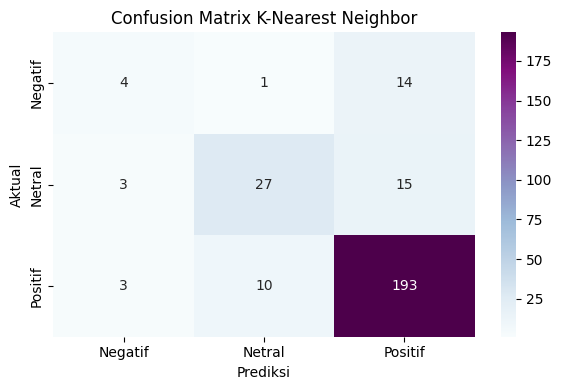 Confusion Matrix K-Nearest Neighbor
Negatif 4 1 14
Netral 3 27 15
Positif 3 10 193
Aktual
Negatif Netral Positif
Prediksi
175
150
125
100
75
50
25